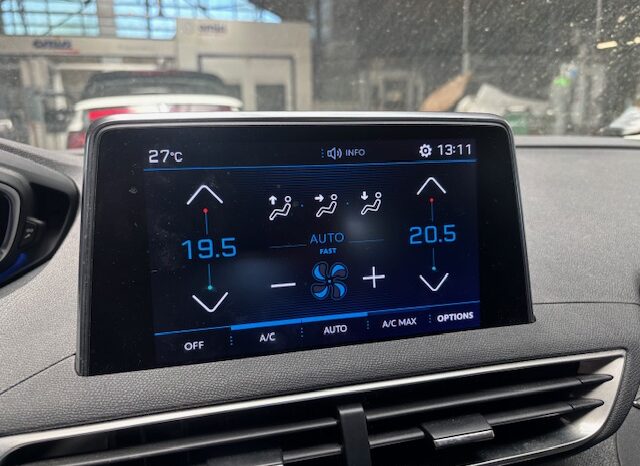 27°C INFO 13:11
19.5 AUTO 20.5
FAST
− +
OFF A/C AUTO A/C MAX OPTIONS